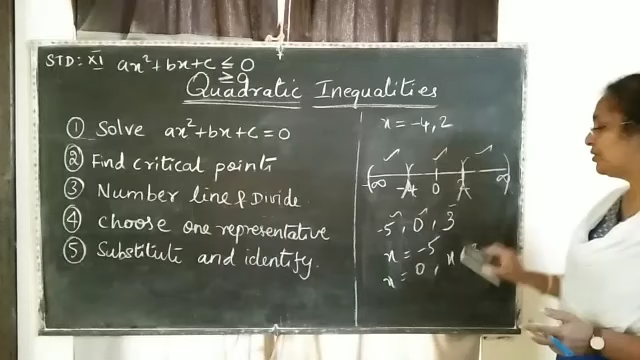 STD: XI ax²+bx+c ≤ 0
≥ 0
Quadratic Inequalities
① Solve ax²+bx+c=0
② Find critical points
③ Number line & Divide
④ choose one representative
⑤ Substitute and identify.
x = -4, 2
-∞ -4 0 2 ∞
-5, 0, 3
x = -5
x = 0, x